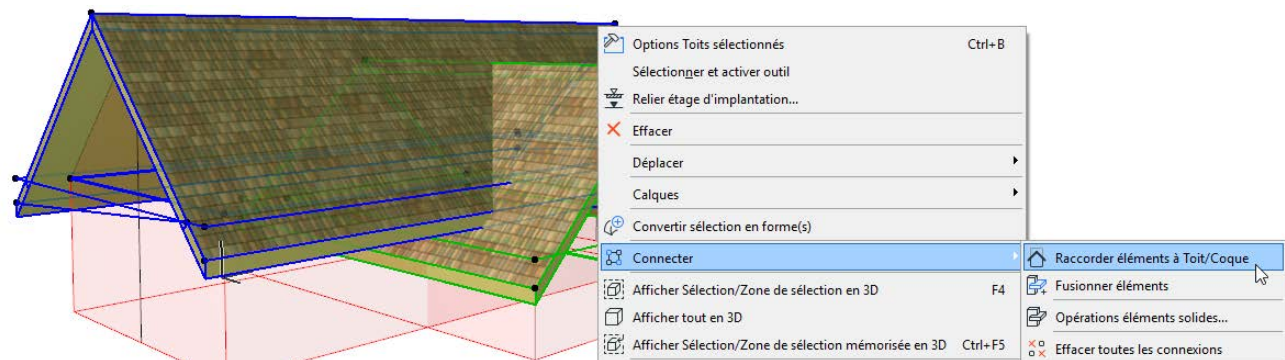 Options Toits sélectionnés Ctrl+B
Sélectionner et activer outil
Relier étage d'implantation...
Effacer
Déplacer
Calques
Convertir sélection en forme(s)
Connecter
Raccorder éléments à Toit/Coque
Afficher Sélection/Zone de sélection en 3D F4
Fusionner éléments
Afficher tout en 3D
Opérations éléments solides...
Afficher Sélection/Zone de sélection mémorisée en 3D Ctrl+F5
Effacer toutes les connexions